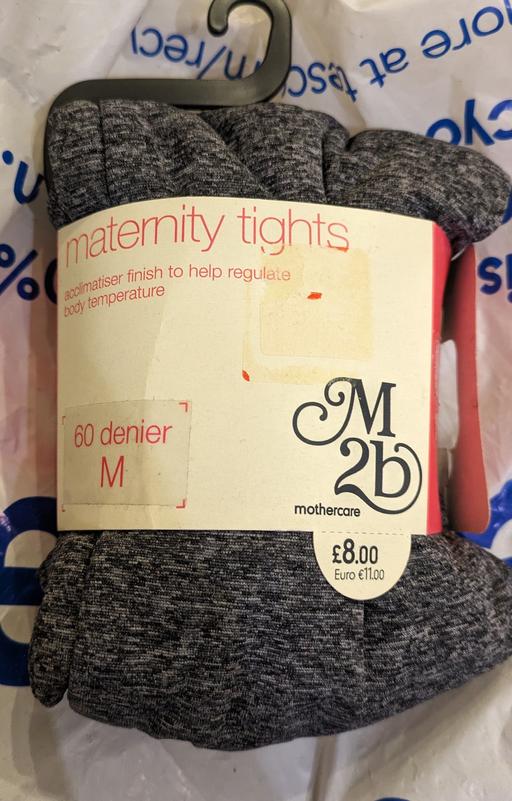 ore at tesco
m/rec
maternity tights
acclimatiser finish to help regulate
body temperature
60 denier
M
M
2b
mothercare
£8.00
Euro €11.00